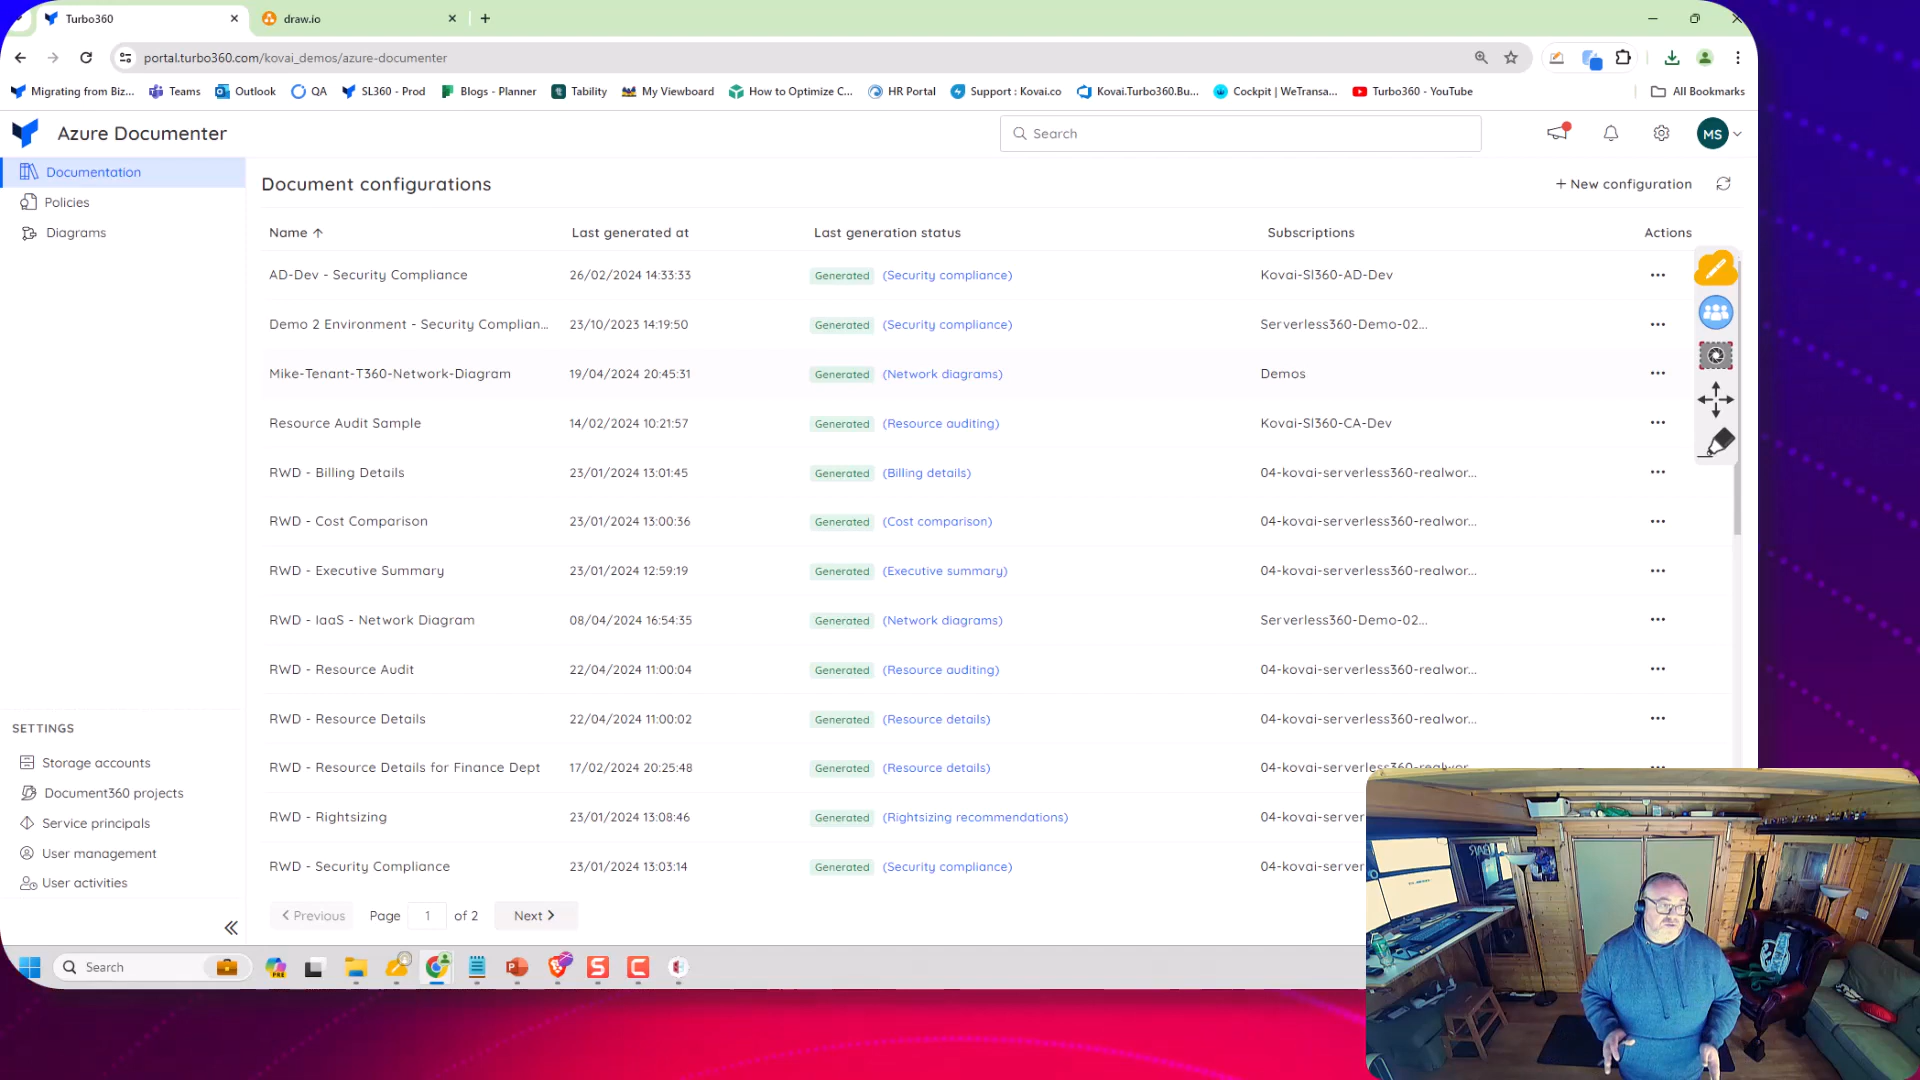 Turbo360
draw.io
portal.turbo360.com/kovai_demos/azure-documenter
Migrating from Biz... Teams Outlook QA SL360 - Prod Blogs - Planner Tability My Viewboard How to Optimize C... HR Portal Support : Kovai.co Kovai.Turbo360.Bu... Cockpit | WeTransa... Turbo360 - YouTube All Bookmarks
Azure Documenter
Search
MS
Documentation
Policies
Diagrams
Document configurations
+ New configuration
Name ↑ Last generated at Last generation status Subscriptions Actions
AD-Dev - Security Compliance 26/02/2024 14:33:33 Generated (Security compliance) Kovai-Sl360-AD-Dev
Demo 2 Environment - Security Complian... 23/10/2023 14:19:50 Generated (Security compliance) Serverless360-Demo-02...
Mike-Tenant-T360-Network-Diagram 19/04/2024 20:45:31 Generated (Network diagrams) Demos
Resource Audit Sample 14/02/2024 10:21:57 Generated (Resource auditing) Kovai-Sl360-CA-Dev
RWD - Billing Details 23/01/2024 13:01:45 Generated (Billing details) 04-kovai-serverless360-realwor...
RWD - Cost Comparison 23/01/2024 13:00:36 Generated (Cost comparison) 04-kovai-serverless360-realwor...
RWD - Executive Summary 23/01/2024 12:59:19 Generated (Executive summary) 04-kovai-serverless360-realwor...
RWD - IaaS - Network Diagram 08/04/2024 16:54:35 Generated (Network diagrams) Serverless360-Demo-02...
RWD - Resource Audit 22/04/2024 11:00:04 Generated (Resource auditing) 04-kovai-serverless360-realwor...
RWD - Resource Details 22/04/2024 11:00:02 Generated (Resource details) 04-kovai-serverless360-realwor...
RWD - Resource Details for Finance Dept 17/02/2024 20:25:48 Generated (Resource details) 04-kovai-serverless360-realwor...
RWD - Rightsizing 23/01/2024 13:08:46 Generated (Rightsizing recommendations) 04-kovai-server
RWD - Security Compliance 23/01/2024 13:03:14 Generated (Security compliance) 04-kovai-server
Previous Page 1 of 2 Next
SETTINGS
Storage accounts
Document360 projects
Service principals
User management
User activities
Search
PRE